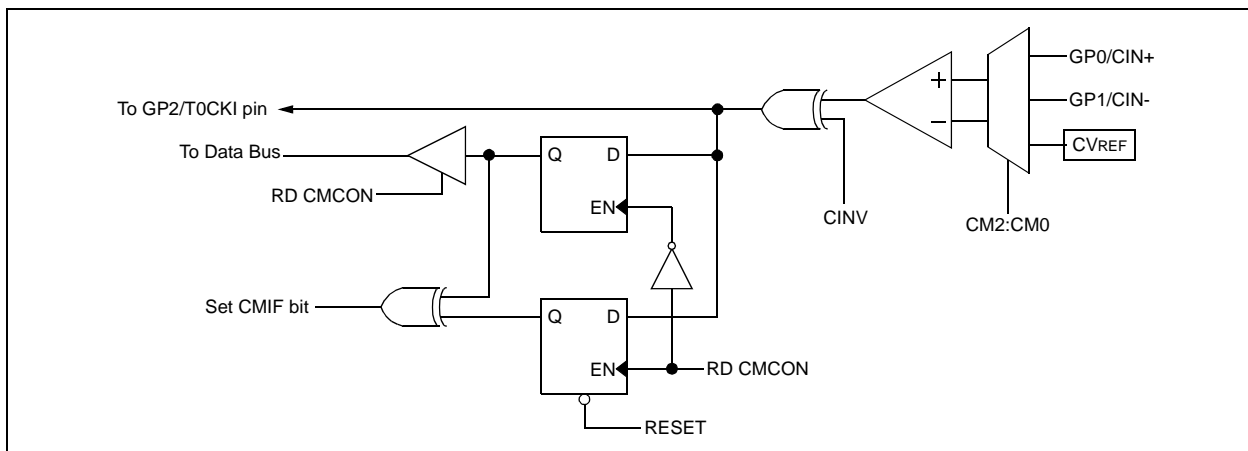 GP0/CIN+
To GP2/T0CKI pin
GP1/CIN-
To Data Bus
Q D
CVREF
RD CMCON
EN
CINV
CM2:CM0
Set CMIF bit
Q D
EN
RD CMCON
RESET